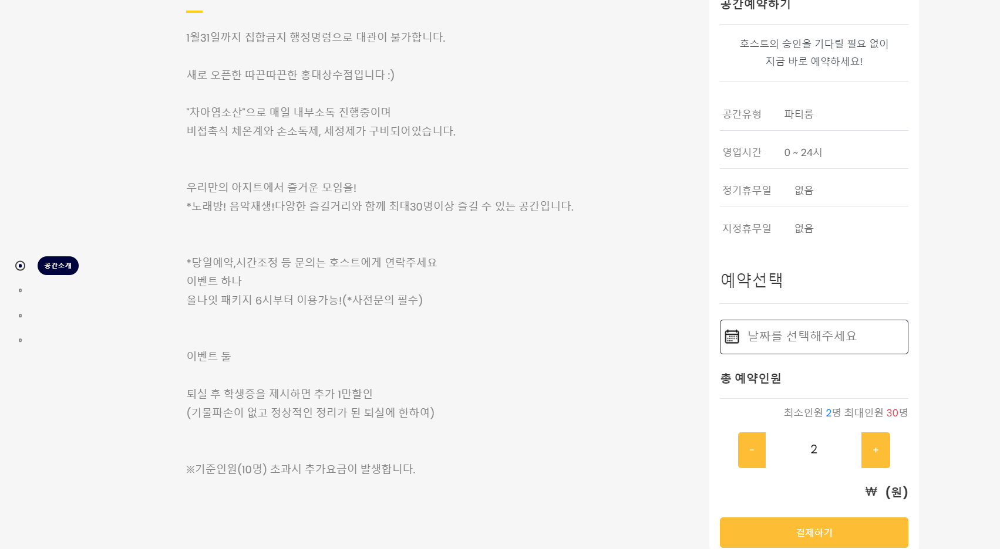 1월31일까지 집합금지 행정명령으로 대관이 불가합니다.
새로 오픈한 따끈따끈한 홍대상수점입니다 :)
"차아염소산"으로 매일 내부소독 진행중이며
비접촉식 체온계와 손소독제, 세정제가 구비되어있습니다.
우리만의 아지트에서 즐거운 모임을!
*노래방! 음악재생!다양한 즐길거리와 함께 최대30명이상 즐길 수 있는 공간입니다.
*당일예약,시간조정 등 문의는 호스트에게 연락주세요
이벤트 하나
올나잇 패키지 6시부터 이용가능!(*사전문의 필수)
이벤트 둘
퇴실 후 학생증을 제시하면 추가 1만할인
(기물파손이 없고 정상적인 정리가 된 퇴실에 한하여)
※기준인원(10명) 초과시 추가요금이 발생합니다.
공간소개
공간예약하기
호스트의 승인을 기다릴 필요 없이
지금 바로 예약하세요!
공간유형 파티룸
영업시간 0 ~ 24시
정기휴무일 없음
지정휴무일 없음
예약선택
날짜를 선택해주세요
총 예약인원
최소인원 2명 최대인원 30명
- 2 +
₩ (원)
결제하기